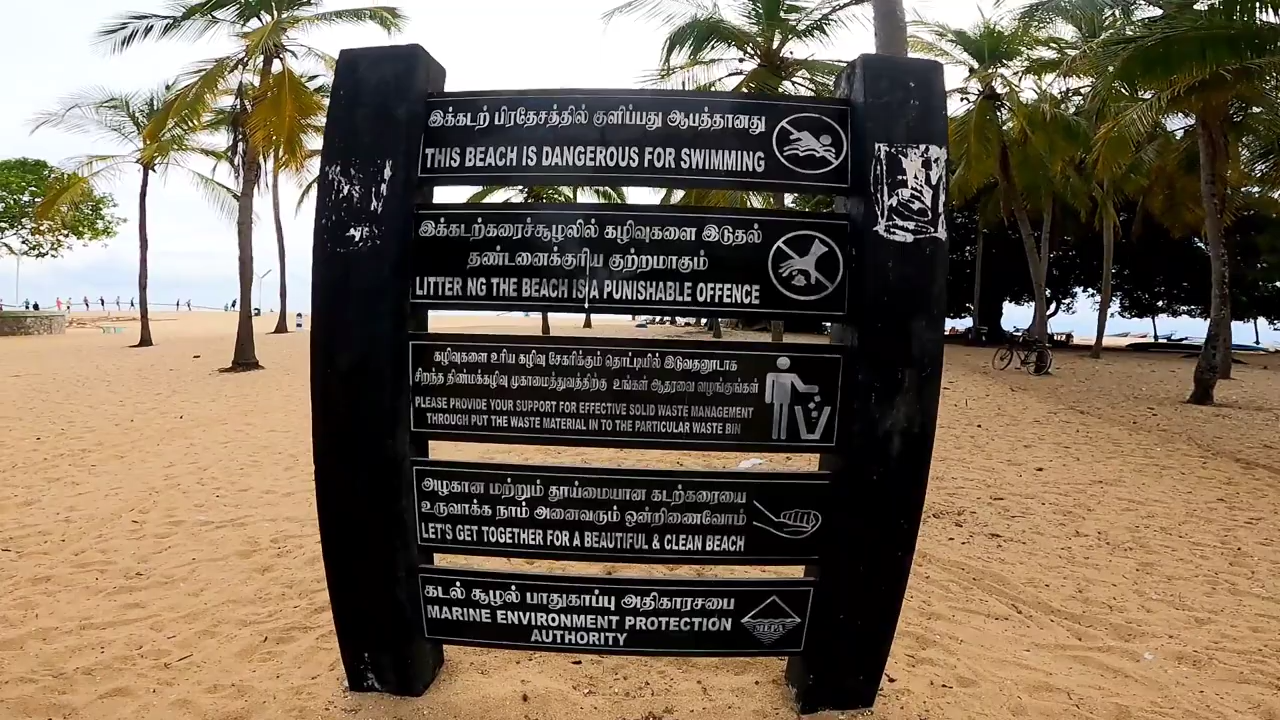 இக்கடற் பிரதேசத்தில் குளிப்பது ஆபத்தானது
THIS BEACH IS DANGEROUS FOR SWIMMING
இக்கடற்கரைச்சூழலில் கழிவுகளை இடுதல்
தண்டனைக்குரிய குற்றமாகும்
LITTER NG THE BEACH IS A PUNISHABLE OFFENCE
கழிவுகளை உரிய கழிவு சேகரிக்கும் தொட்டியில் இடுவதனூடாக
சிறந்த திண்மக்கழிவு முகாமைத்துவத்திற்கு உங்கள் ஆதரவை வழங்குங்கள்
PLEASE PROVIDE YOUR SUPPORT FOR EFFECTIVE SOLID WASTE MANAGEMENT
THROUGH PUT THE WASTE MATERIAL IN TO THE PARTICULAR WASTE BIN
அழகான மற்றும் தூய்மையான கடற்கரையை
உருவாக்க நாம் அனைவரும் ஒன்றிணைவோம்
LET'S GET TOGETHER FOR A BEAUTIFUL & CLEAN BEACH
கடல் சூழல் பாதுகாப்பு அதிகாரசபை
MARINE ENVIRONMENT PROTECTION
AUTHORITY
MEPA